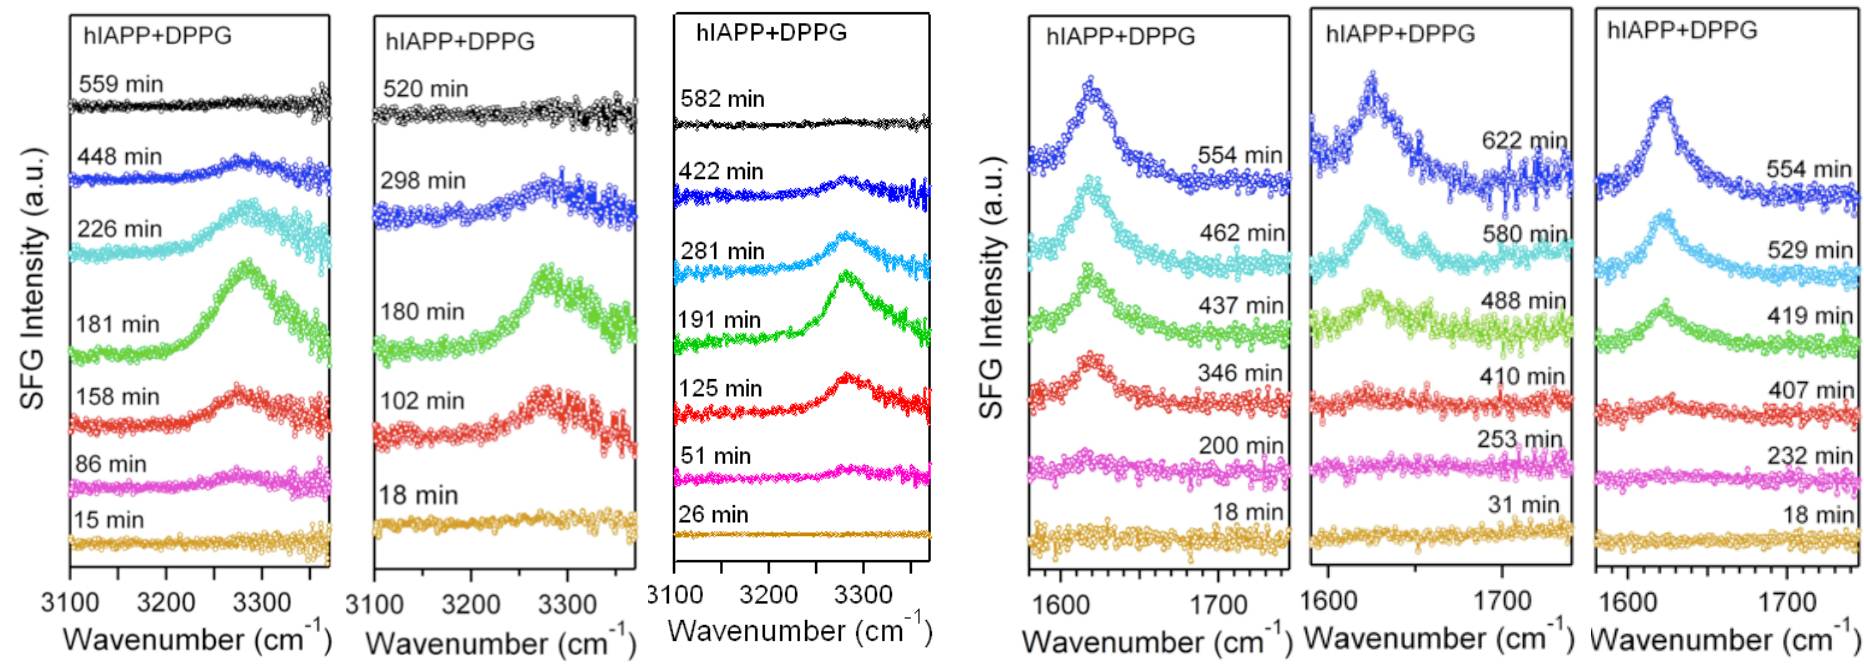 SFG Intensity (a.u.)
hIAPP+DPPG
559 min
448 min
226 min
181 min
158 min
86 min
15 min
3100 3200 3300
Wavenumber (cm-1)
hIAPP+DPPG
520 min
298 min
180 min
102 min
18 min
3100 3200 3300
Wavenumber (cm-1)
hIAPP+DPPG
582 min
422 min
281 min
191 min
125 min
51 min
26 min
3100 3200 3300
Wavenumber (cm-1)
SFG Intensity (a.u.)
hIAPP+DPPG
554 min
462 min
437 min
346 min
200 min
18 min
1600 1700
Wavenumber (cm-1)
hIAPP+DPPG
622 min
580 min
488 min
410 min
253 min
31 min
1600 1700
Wavenumber (cm-1)
hIAPP+DPPG
554 min
529 min
419 min
407 min
232 min
18 min
1600 1700
Wavenumber (cm-1)